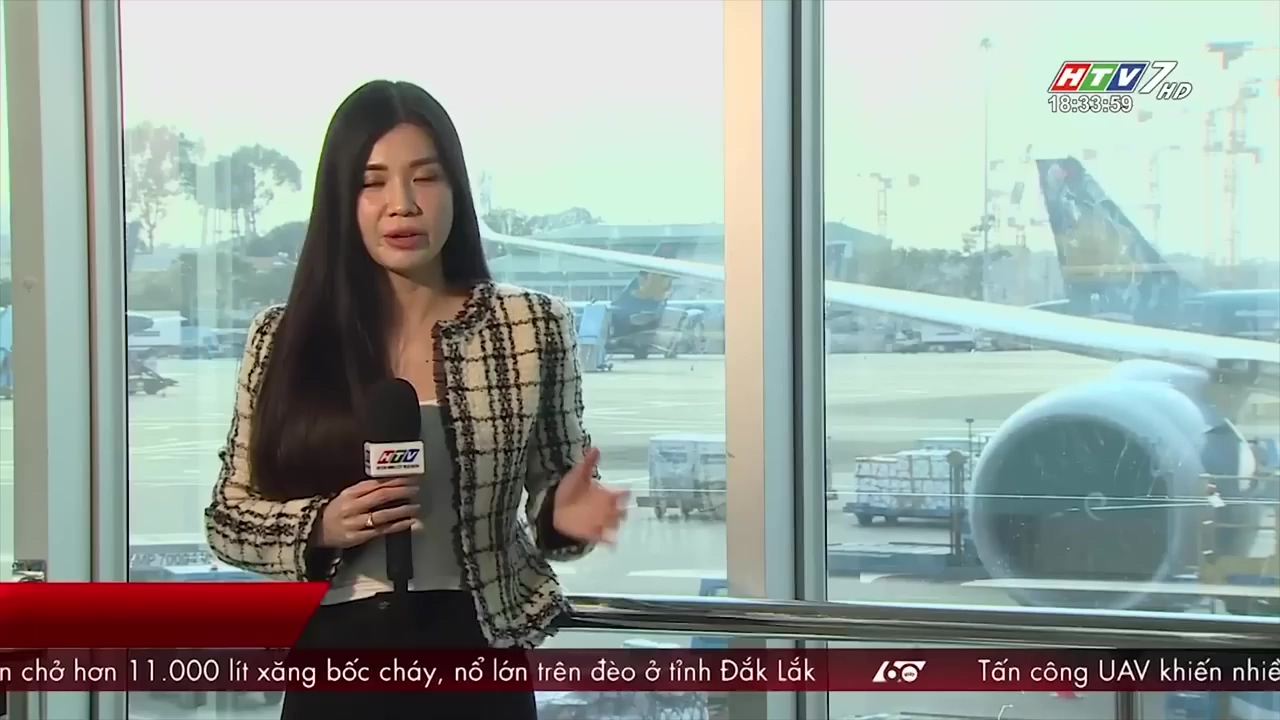 HTV7 HD
18:33:59
HTV
n chở hơn 11.000 lít xăng bốc cháy, nổ lớn trên đèo ở tỉnh Đắk Lắk 60 Tấn công UAV khiến nhiề